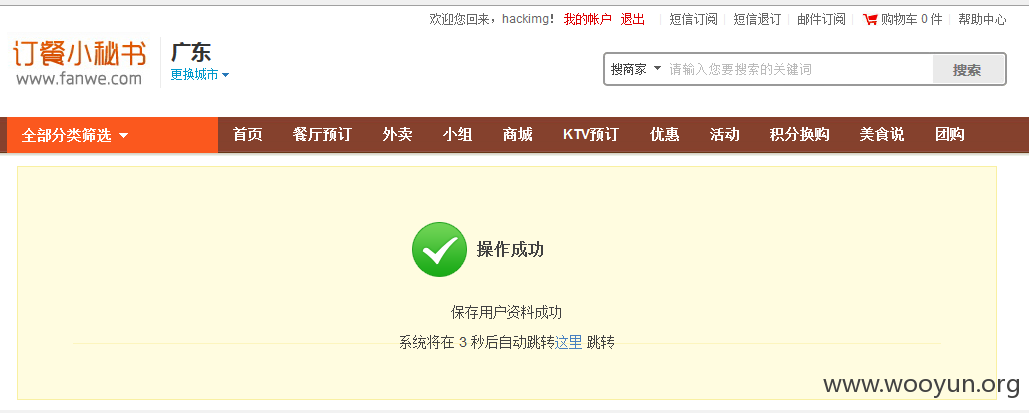 欢迎您回来，hackimg！ 我的帐户 退出 短信订阅 短信退订 邮件订阅 购物车 0 件 帮助中心
订餐小秘书 广东
www.fanwe.com 更换城市
搜商家 请输入您要搜索的关键词 搜索
全部分类筛选 首页 餐厅预订 外卖 小组 商城 KTV预订 优惠 活动 积分换购 美食说 团购
操作成功
保存用户资料成功
系统将在 3 秒后自动跳转这里 跳转
www.wooyun.org